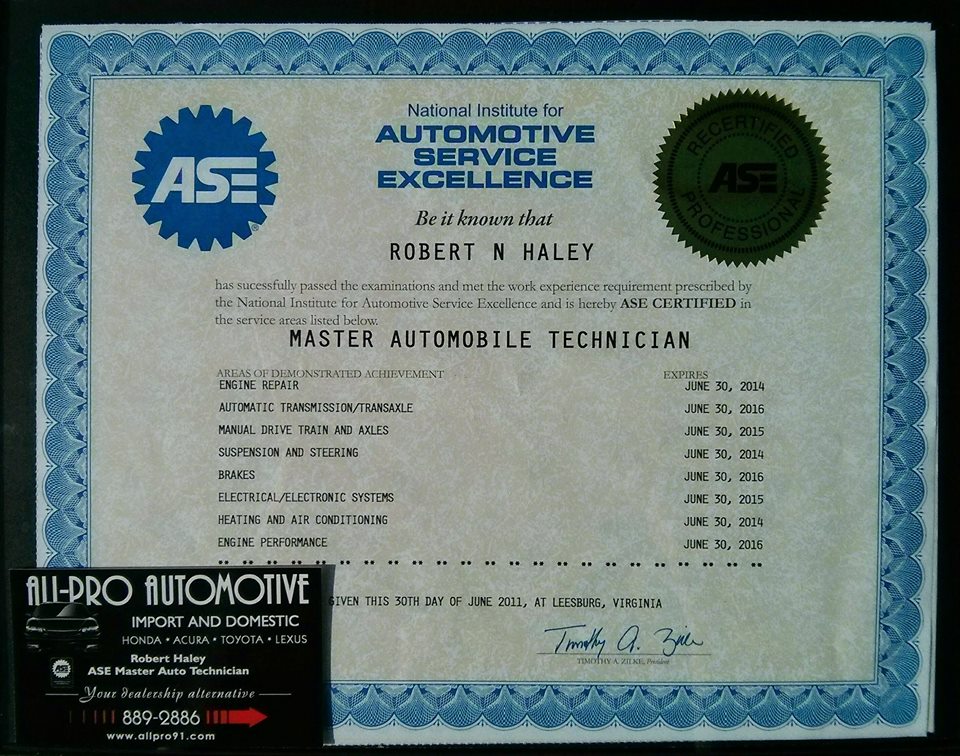 National Institute for
AUTOMOTIVE
SERVICE
EXCELLENCE
ASE
®
RECERTIFIED
ASE
PROFESSIONAL
Be it known that
ROBERT N HALEY
has sucessfully passed the examinations and met the work experience requirement prescribed by
the National Institute for Automotive Service Excellence and is hereby ASE CERTIFIED in
the service areas listed below.
MASTER AUTOMOBILE TECHNICIAN
AREAS OF DEMONSTRATED ACHIEVEMENT EXPIRES
ENGINE REPAIR JUNE 30, 2014
AUTOMATIC TRANSMISSION/TRANSAXLE JUNE 30, 2016
MANUAL DRIVE TRAIN AND AXLES JUNE 30, 2015
SUSPENSION AND STEERING JUNE 30, 2014
BRAKES JUNE 30, 2016
ELECTRICAL/ELECTRONIC SYSTEMS JUNE 30, 2015
HEATING AND AIR CONDITIONING JUNE 30, 2014
ENGINE PERFORMANCE JUNE 30, 2016
GIVEN THIS 30TH DAY OF JUNE 2011, AT LEESBURG, VIRGINIA
Timothy A. Zilke
TIMOTHY A. ZILKE, President
ALL-PRO AUTOMOTIVE
IMPORT AND DOMESTIC
HONDA • ACURA • TOYOTA • LEXUS
Robert Haley
ASE
ASE Master Auto Technician
Your dealership alternative
889-2886
www.allpro91.com